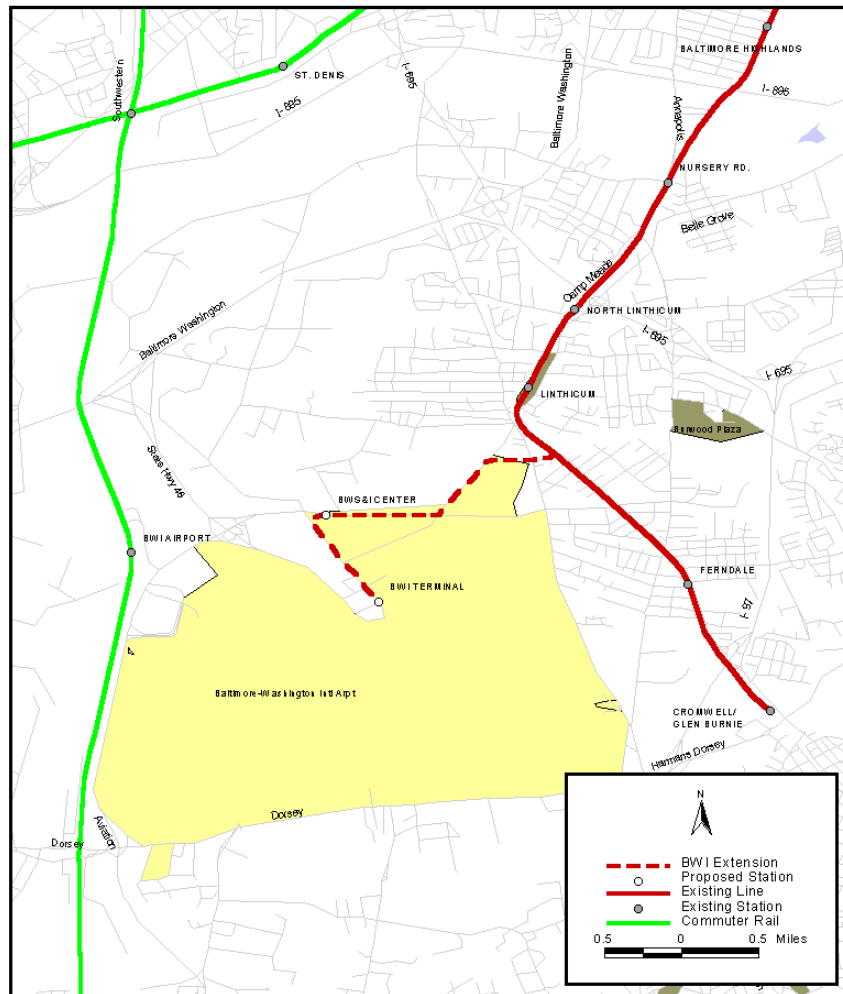 BALTIMORE HIGHLANDS
ST. DENIS
I-695
I-895
I-895
Southwestern
Baltimore Washington
Annapolis
NURSERY RD.
Belle Grove
Camp Meade
NORTH LINTHICUM
I-695
Baltimore Washington
I-695
LINTHICUM
Burwood Plaza
State Hwy 46
BWS&I CENTER
BWI AIRPORT
FERNDALE
BWI TERMINAL
I-97
Baltimore-Washington Intl Arpt
CROMWELL/
GLEN BURNIE
Harmans Dorsey
Dorsey
Aviation
Dorsey
N
BWI Extension
Proposed Station
Existing Line
Existing Station
Commuter Rail
0.5 0 0.5 Miles